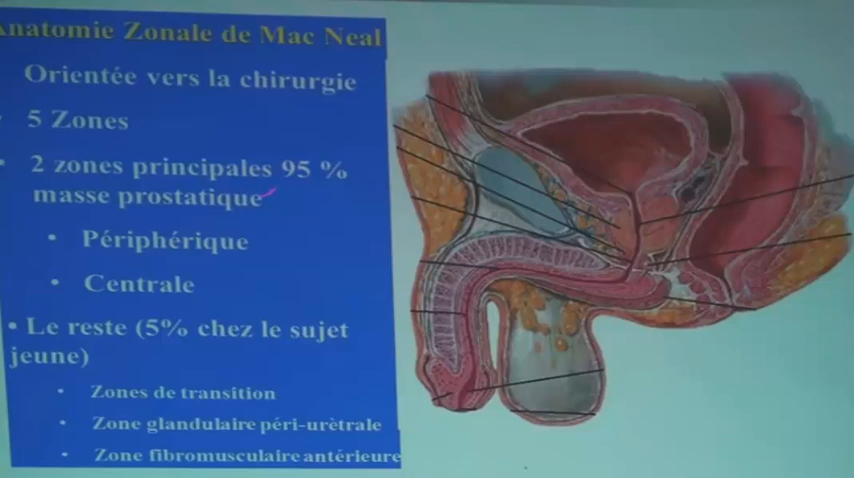 Anatomie Zonale de Mac Neal
Orientée vers la chirurgie
5 Zones
• 2 zones principales 95 %
masse prostatique
• Périphérique
• Centrale
• Le reste (5% chez le sujet
jeune)
• Zones de transition
• Zone glandulaire péri-urètrale
• Zone fibromusculaire antérieure